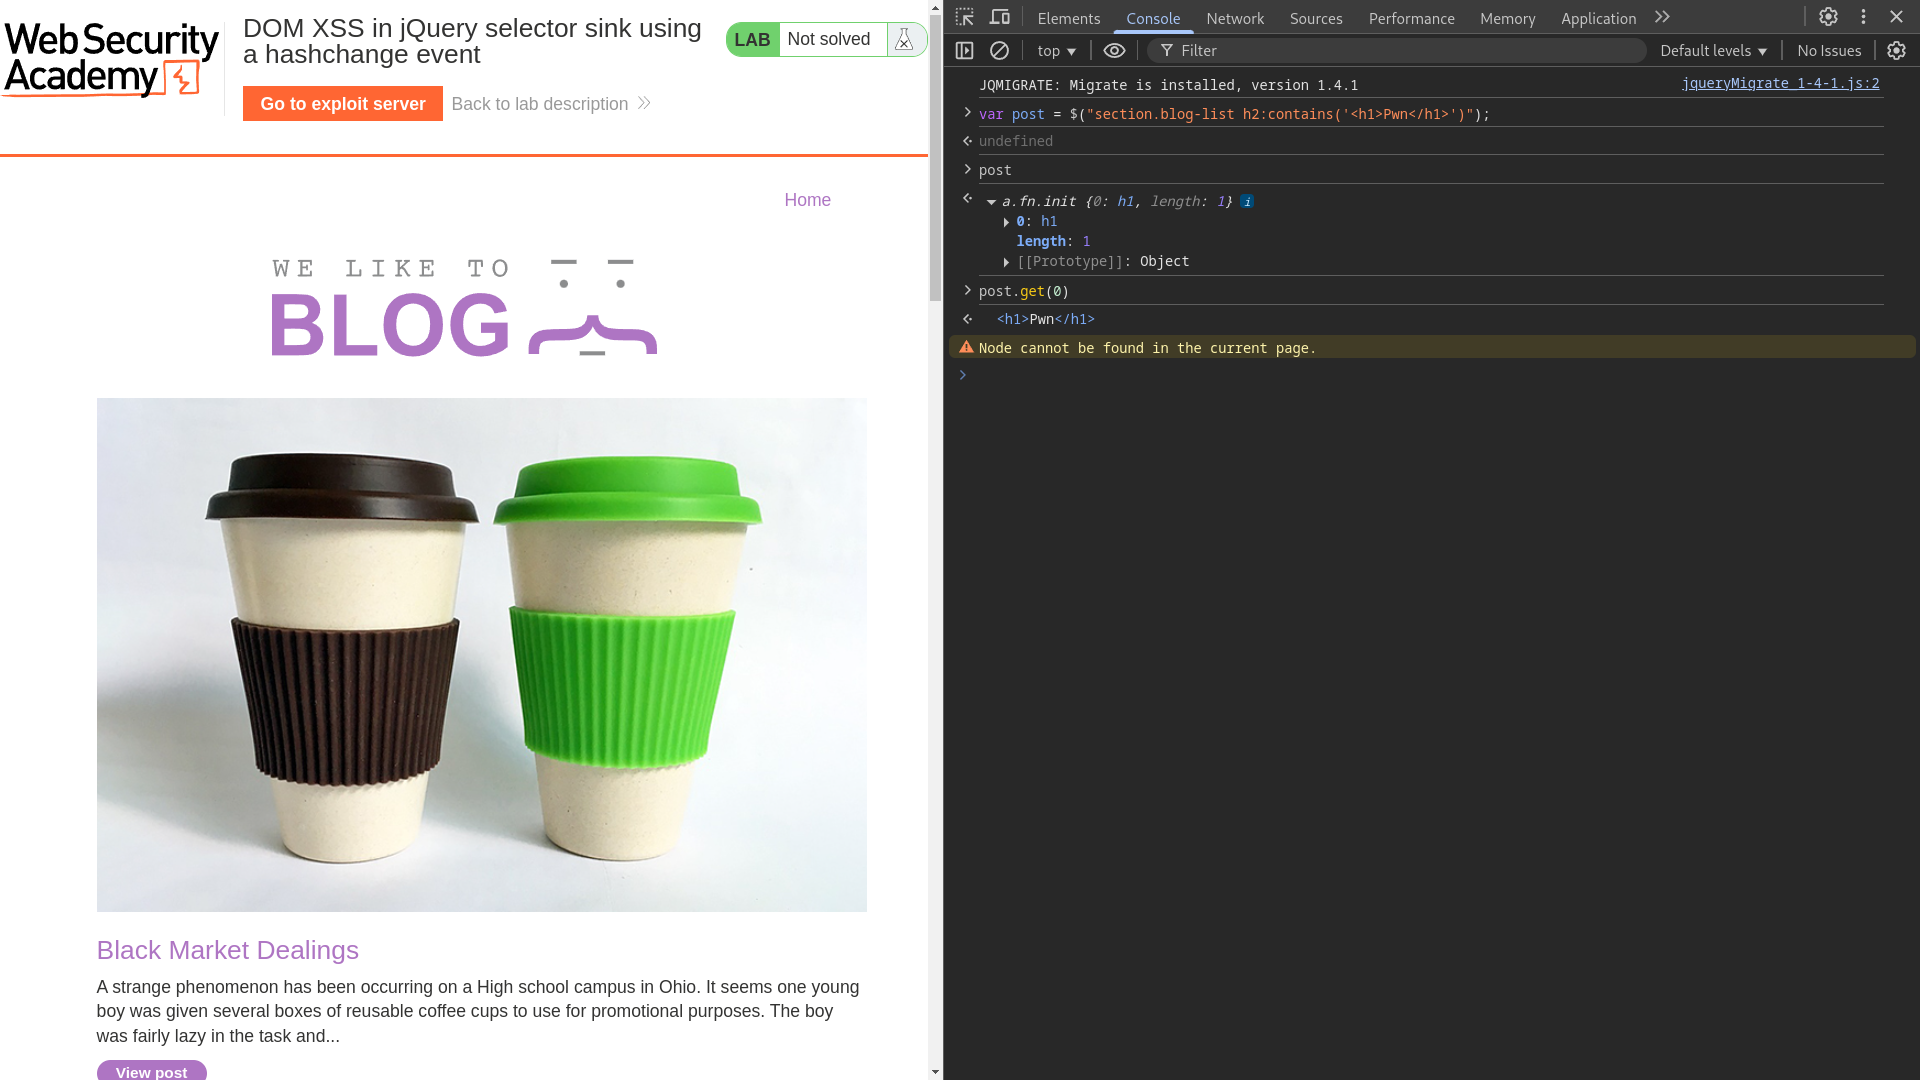 Web Security
Academy
DOM XSS in jQuery selector sink using
a hashchange event
LAB
Not solved
Go to exploit server
Back to lab description
Home
WE LIKE TO
BLOG
Black Market Dealings
A strange phenomenon has been occurring on a High school campus in Ohio. It seems one young
boy was given several boxes of reusable coffee cups to use for promotional purposes. The boy
was fairly lazy in the task and...
View post
Elements Console Network Sources Performance Memory Application
top Filter Default levels No Issues
JQMIGRATE: Migrate is installed, version 1.4.1 jqueryMigrate_1-4-1.js:2
var post = $("section.blog-list h2:contains('<h1>Pwn</h1>')");
undefined
post
a.fn.init {0: h1, length: 1} i
0: h1
length: 1
[[Prototype]]: Object
post.get(0)
<h1>Pwn</h1>
Node cannot be found in the current page.